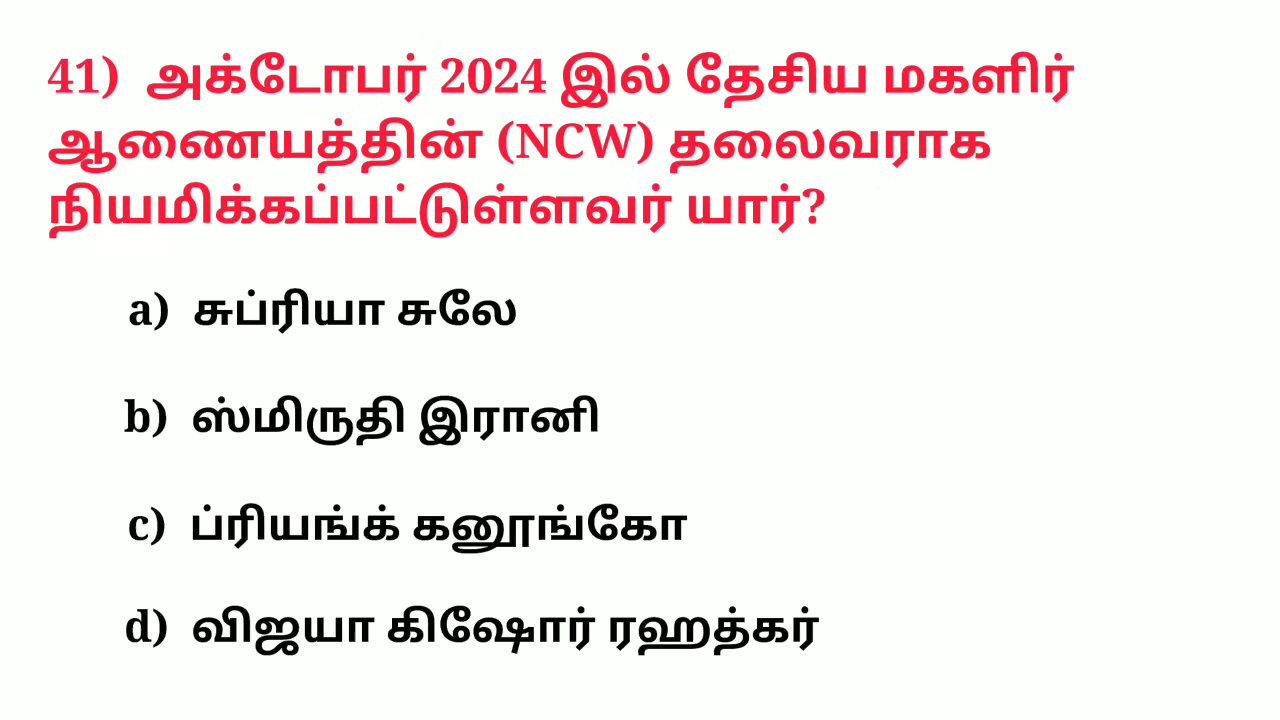 41) அக்டோபர் 2024 இல் தேசிய மகளிர்
ஆணையத்தின் (NCW) தலைவராக
நியமிக்கப்பட்டுள்ளவர் யார்?
a) சுப்ரியா சுலே
b) ஸ்மிருதி இரானி
c) ப்ரியங்க் கனூங்கோ
d) விஜயா கிஷோர் ரஹத்கர்